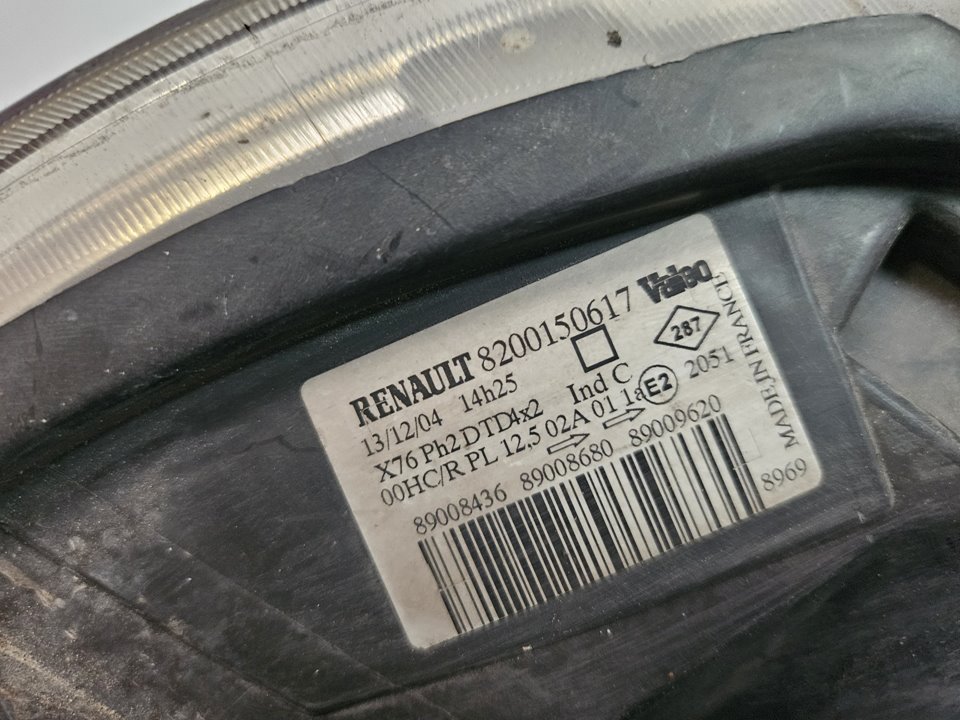 RENAULT 8200150617 Valeo
13/12/04 14h25
287
X76 Ph2 DTD4x2 Ind C
00HC/R PL 12,5 02A 01 1a E2 2051
89008436 89008680 89009620
8969
MADE IN FRANCE